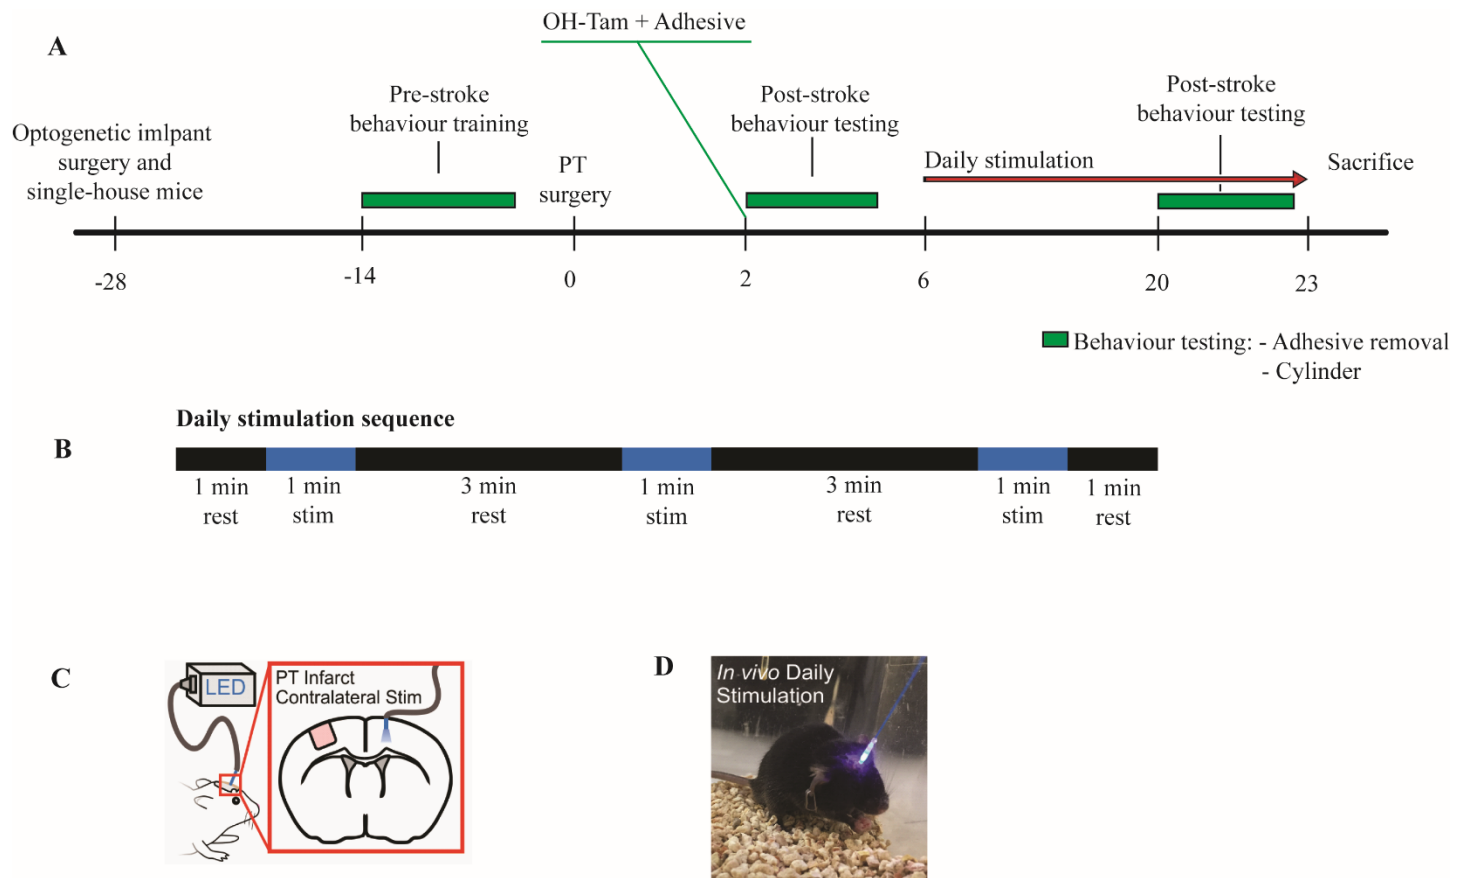 A
OH-Tam + Adhesive
Optogenetic imlpant
surgery and
single-house mice
Pre-stroke
behaviour training
PT
surgery
Post-stroke
behaviour testing
Daily stimulation
Post-stroke
behaviour testing
Sacrifice
-28
-14
0
2
6
20
23
Behaviour testing: - Adhesive removal
- Cylinder
Daily stimulation sequence
B
1 min
rest
1 min
stim
3 min
rest
1 min
stim
3 min
rest
1 min
stim
1 min
rest
C
LED
PT Infarct
Contralateral Stim
D
In vivo Daily
Stimulation